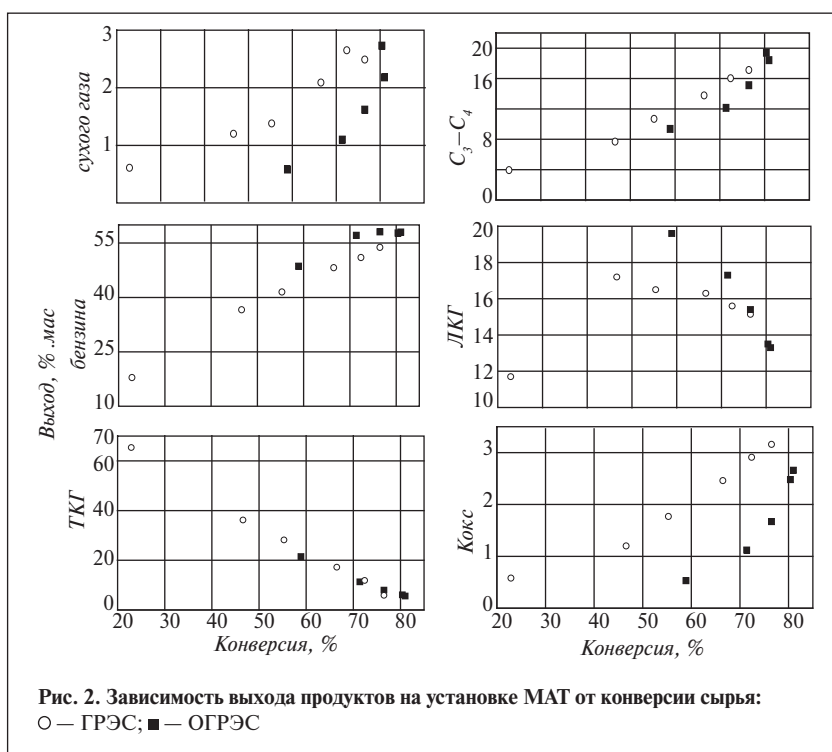 сухого газа
3
2
1
C₃–C₄
20
16
8
0
Выход, % .мас
бензина
55
40
25
10
ЛКГ
20
18
16
14
12
10
ТКГ
70
60
40
20
0
20 30 40 50 60 70 80
Конверсия, %
Кокс
3
2
1
0
20 30 40 50 60 70 80
Конверсия, %
Рис. 2. Зависимость выхода продуктов на установке МАТ от конверсии сырья:
○ — ГРЭС; ■ — ОГРЭС